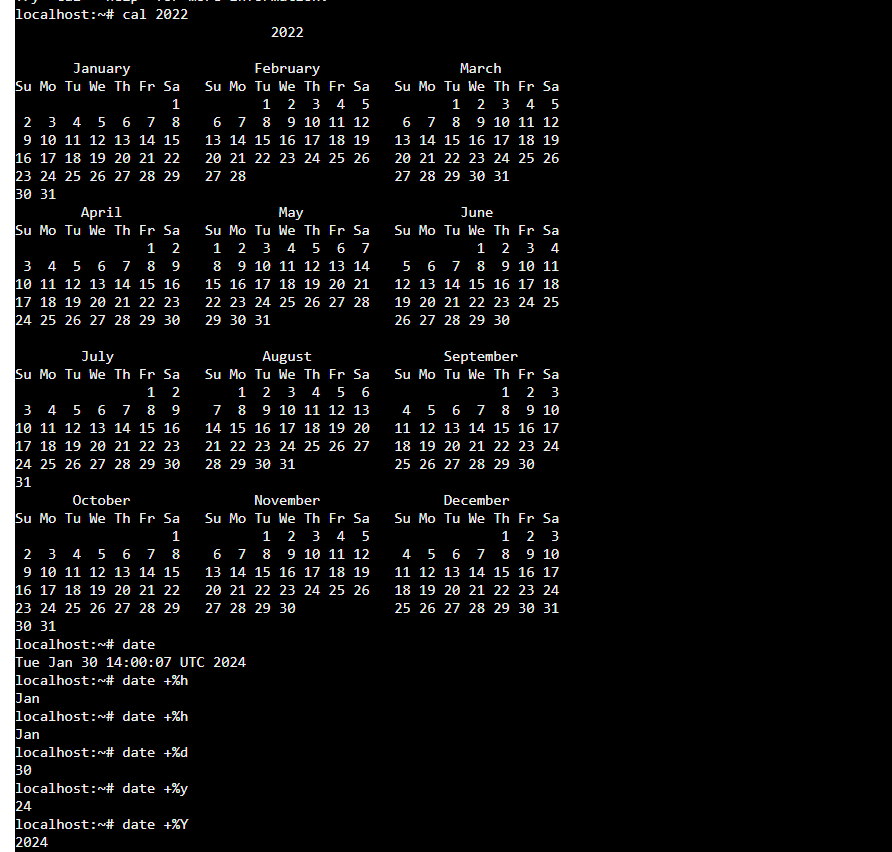 localhost:~# cal 2022
                               2022

       January               February                 March
Su Mo Tu We Th Fr Sa   Su Mo Tu We Th Fr Sa   Su Mo Tu We Th Fr Sa
                   1          1  2  3  4  5          1  2  3  4  5
 2  3  4  5  6  7  8    6  7  8  9 10 11 12    6  7  8  9 10 11 12
 9 10 11 12 13 14 15   13 14 15 16 17 18 19   13 14 15 16 17 18 19
16 17 18 19 20 21 22   20 21 22 23 24 25 26   20 21 22 23 24 25 26
23 24 25 26 27 28 29   27 28                  27 28 29 30 31
30 31
        April                   May                   June
Su Mo Tu We Th Fr Sa   Su Mo Tu We Th Fr Sa   Su Mo Tu We Th Fr Sa
                1  2    1  2  3  4  5  6  7             1  2  3  4
 3  4  5  6  7  8  9    8  9 10 11 12 13 14    5  6  7  8  9 10 11
10 11 12 13 14 15 16   15 16 17 18 19 20 21   12 13 14 15 16 17 18
17 18 19 20 21 22 23   22 23 24 25 26 27 28   19 20 21 22 23 24 25
24 25 26 27 28 29 30   29 30 31               26 27 28 29 30

        July                  August                September
Su Mo Tu We Th Fr Sa   Su Mo Tu We Th Fr Sa   Su Mo Tu We Th Fr Sa
                1  2       1  2  3  4  5  6                1  2  3
 3  4  5  6  7  8  9    7  8  9 10 11 12 13    4  5  6  7  8  9 10
10 11 12 13 14 15 16   14 15 16 17 18 19 20   11 12 13 14 15 16 17
17 18 19 20 21 22 23   21 22 23 24 25 26 27   18 19 20 21 22 23 24
24 25 26 27 28 29 30   28 29 30 31            25 26 27 28 29 30
31
       October               November               December
Su Mo Tu We Th Fr Sa   Su Mo Tu We Th Fr Sa   Su Mo Tu We Th Fr Sa
                   1          1  2  3  4  5                1  2  3
 2  3  4  5  6  7  8    6  7  8  9 10 11 12    4  5  6  7  8  9 10
 9 10 11 12 13 14 15   13 14 15 16 17 18 19   11 12 13 14 15 16 17
16 17 18 19 20 21 22   20 21 22 23 24 25 26   18 19 20 21 22 23 24
23 24 25 26 27 28 29   27 28 29 30            25 26 27 28 29 30 31
30 31
localhost:~# date
Tue Jan 30 14:00:07 UTC 2024
localhost:~# date +%h
Jan
localhost:~# date +%h
Jan
localhost:~# date +%d
30
localhost:~# date +%y
24
localhost:~# date +%Y
2024